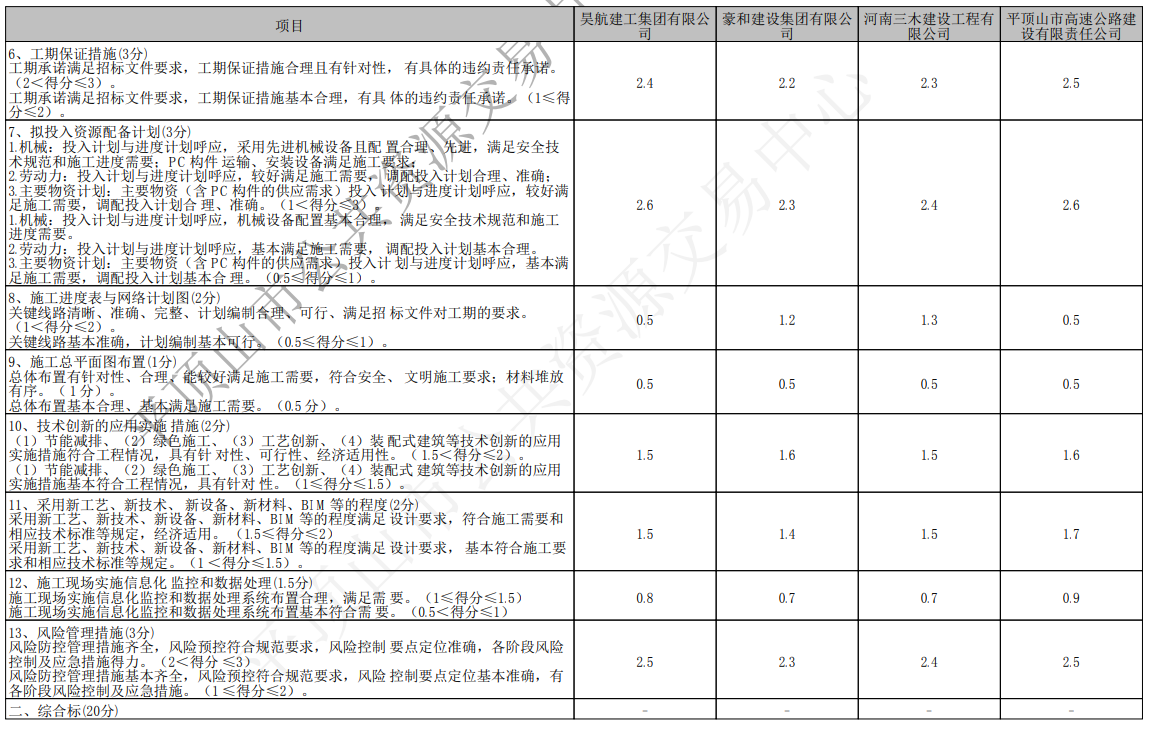 项目
昊航建工集团有限公
司
豪和建设集团有限公
司
河南三木建设工程有
限公司
平顶山市高速公路建
设有限责任公司
6、工期保证措施(3分)
工期承诺满足招标文件要求，工期保证措施合理且有针对性， 有具体的违约责任承诺。
（2＜得分≤3）。
工期承诺满足招标文件要求，工期保证措施基本合理，有具 体的违约责任承诺。（1≤得
分≤2）。
2.4
2.2
2.3
2.5
7、拟投入资源配备计划(3分)
1.机械：投入计划与进度计划呼应，采用先进机械设备且配 置合理、先进，满足安全技
术规范和施工进度需要；PC 构件 运输、安装设备满足施工要求；
2.劳动力：投入计划与进度计划呼应，较好满足施工需要， 调配投入计划合理、准确；
3.主要物资计划：主要物资（含 PC 构件的供应需求）投入 计划与进度计划呼应，较好满
足施工需要，调配投入计划合 理、准确。（1＜得分≤3）；
1.机械：投入计划与进度计划呼应，机械设备配置基本合理， 满足安全技术规范和施工
进度需要。
2.劳动力：投入计划与进度计划呼应，基本满足施工需要， 调配投入计划基本合理。
3.主要物资计划：主要物资（含 PC 构件的供应需求）投入计 划与进度计划呼应，基本满
足施工需要，调配投入计划基本合 理。（0.5≤得分≤1）。
2.6
2.3
2.4
2.6
8、施工进度表与网络计划图(2分)
关键线路清晰、准确、完整、计划编制合理、可行、满足招 标文件对工期的要求。
（1＜得分≤2）。
关键线路基本准确，计划编制基本可行。（0.5≤得分≤1）。
0.5
1.2
1.3
0.5
9、施工总平面图布置(1分)
总体布置有针对性、合理、能较好满足施工需要，符合安全、 文明施工要求；材料堆放
有序。（ 1 分）。
总体布置基本合理、基本满足施工需要。（0.5 分）。
0.5
0.5
0.5
0.5
10、技术创新的应用实施 措施(2分)
（1）节能减排、（2）绿色施工、（3）工艺创新、（4）装 配式建筑等技术创新的应用
实施措施符合工程情况，具有针 对性、可行性、经济适用性。（ 1.5＜得分≤2）。
（1）节能减排、（2）绿色施工、（3）工艺创新、（4）装配式 建筑等技术创新的应用
实施措施基本符合工程情况，具有针对 性。（1≤得分≤1.5）。
1.5
1.6
1.5
1.6
11、采用新工艺、新技术、 新设备、新材料、BIM 等的程度(2分)
采用新工艺、新技术、新设备、新材料、BIM 等的程度满足 设计要求，符合施工需要和
相应技术标准等规定，经济适用。（1.5≤得分≤2）
采用新工艺、新技术、新设备、新材料、BIM 等的程度满足 设计要求， 基本符合施工要
求和相应技术标准等规定。（1 ＜得分≤1.5）。
1.5
1.4
1.5
1.7
12、施工现场实施信息化 监控和数据处理(1.5分)
施工现场实施信息化监控和数据处理系统布置合理，满足需 要。（1＜得分≤1.5）
施工现场实施信息化监控和数据处理系统布置基本符合需 要。（0.5＜得分≤1）
0.8
0.7
0.7
0.9
13、风险管理措施(3分)
风险防控管理措施齐全，风险预控符合规范要求，风险控制 要点定位准确，各阶段风险
控制及应急措施得力。（2＜得分 ≤3）
风险防控管理措施基本齐全，风险预控符合规范要求，风险 控制要点定位基本准确，有
各阶段风险控制及应急措施。（1 ≤得分≤2）。
2.5
2.3
2.4
2.5
二、综合标(20分)
-
-
-
-
平顶山市公共资源交易中
平顶山市公共资源交易中心